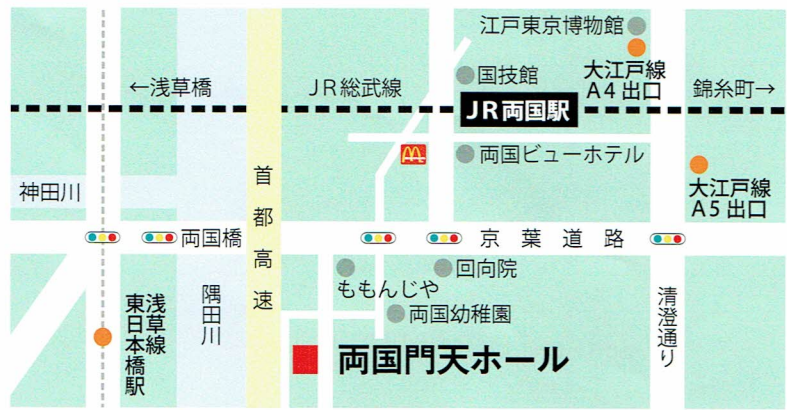 江戸東京博物館
国技館
大江戸線
A4出口
錦糸町→
←浅草橋
JR総武線
JR両国駅
両国ビューホテル
大江戸線
A5出口
神田川
首都高速
両国橋
京葉道路
ももんじや
回向院
両国幼稚園
隅田川
浅草線
東日本橋駅
清澄通り
両国門天ホール